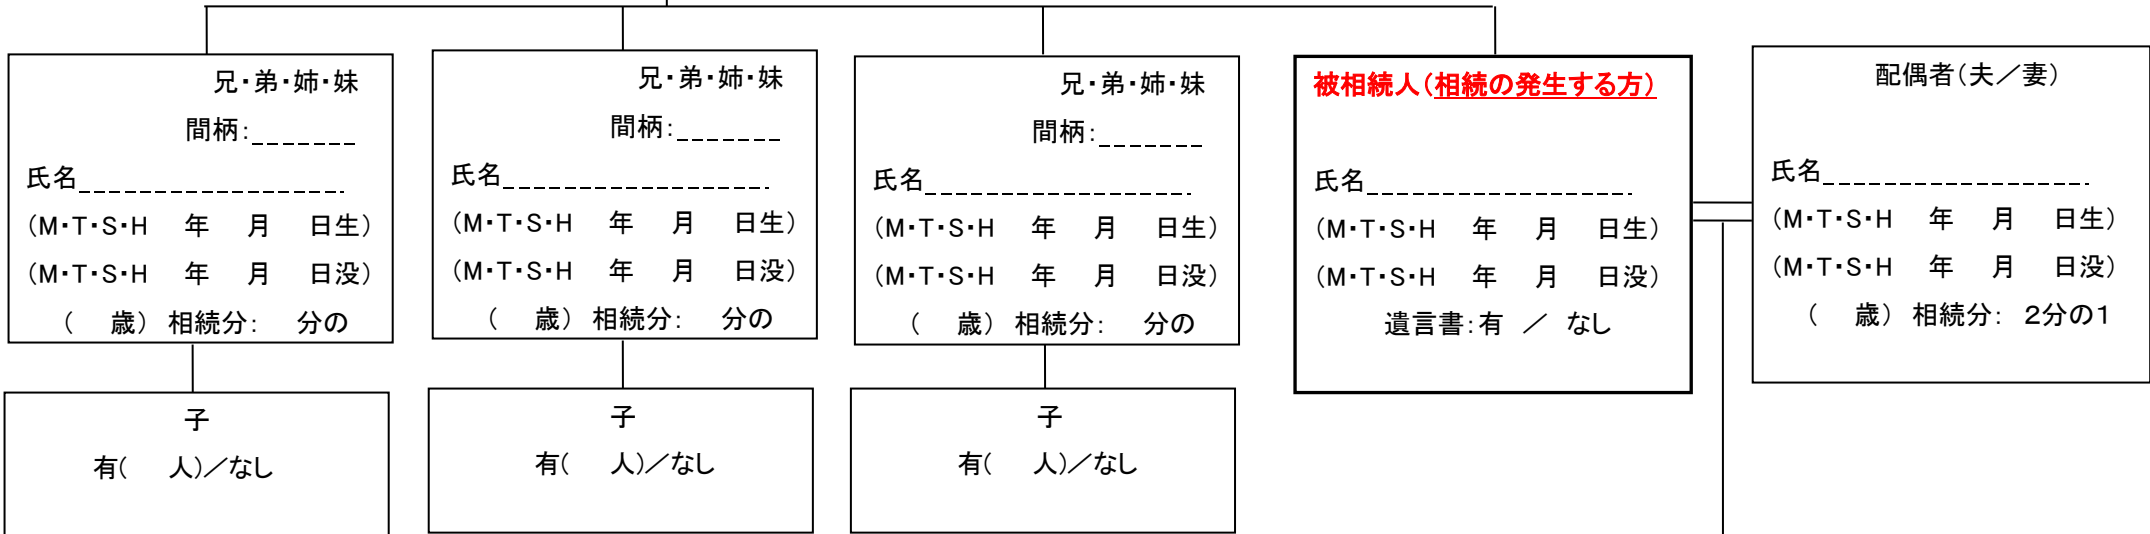 兄・弟・姉・妹
間柄:_______
氏名__________________
(M・T・S・H 年 月 日生)
(M・T・S・H 年 月 日没)
( 歳) 相続分: 分の
子
有( 人)／なし
兄・弟・姉・妹
間柄:_______
氏名__________________
(M・T・S・H 年 月 日生)
(M・T・S・H 年 月 日没)
( 歳) 相続分: 分の
子
有( 人)／なし
兄・弟・姉・妹
間柄:_______
氏名__________________
(M・T・S・H 年 月 日生)
(M・T・S・H 年 月 日没)
( 歳) 相続分: 分の
子
有( 人)／なし
被相続人(相続の発生する方)
氏名__________________
(M・T・S・H 年 月 日生)
(M・T・S・H 年 月 日没)
遺言書:有 ／ なし
配偶者(夫／妻)
氏名__________________
(M・T・S・H 年 月 日生)
(M・T・S・H 年 月 日没)
( 歳) 相続分: 2分の1